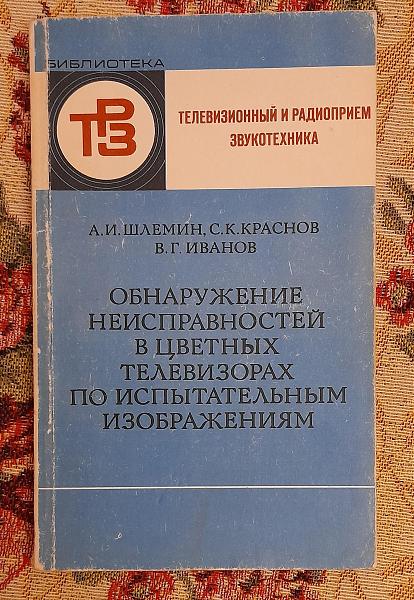 БИБЛИОТЕКА
ТРЗ
ТЕЛЕВИЗИОННЫЙ И РАДИОПРИЕМ
ЗВУКОТЕХНИКА
А. И. ШЛЕМИН, С. К. КРАСНОВ
В. Г. ИВАНОВ
ОБНАРУЖЕНИЕ
НЕИСПРАВНОСТЕЙ
В ЦВЕТНЫХ
ТЕЛЕВИЗОРАХ
ПО ИСПЫТАТЕЛЬНЫМ
ИЗОБРАЖЕНИЯМ